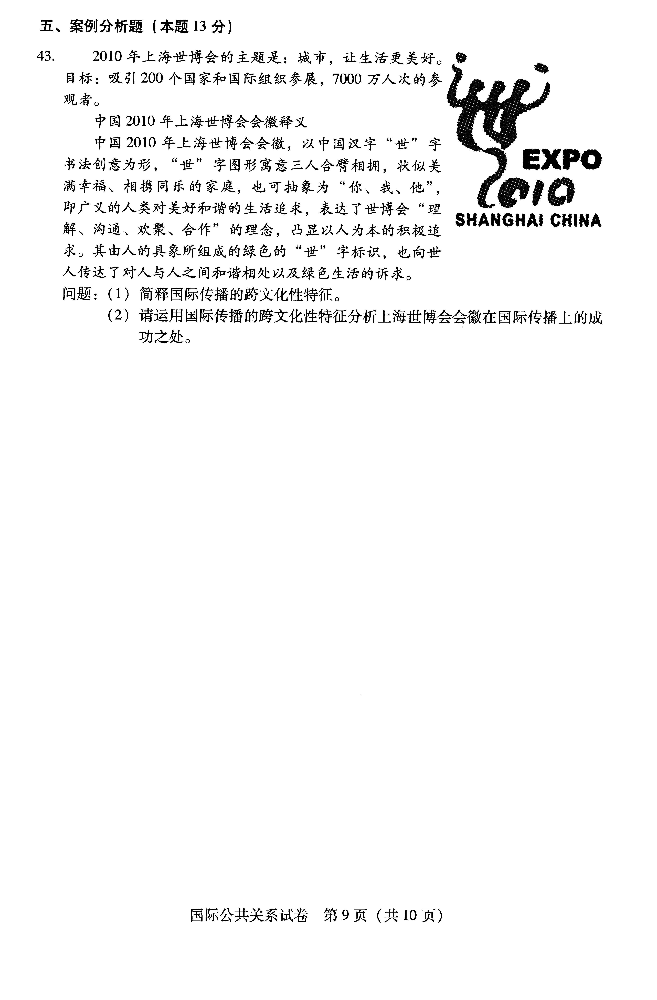 五、案例分析题（本题 13 分）
43. 2010 年上海世博会的主题是：城市，让生活更美好。
目标：吸引 200 个国家和国际组织参展，7000 万人次的参
观者。
中国 2010 年上海世博会会徽释义
中国 2010 年上海世博会会徽，以中国汉字“世”字
书法创意为形，“世”字图形寓意三人合臂相拥，状似美
满幸福、相携同乐的家庭，也可抽象为“你、我、他”，
即广义的人类对美好和谐的生活追求，表达了世博会“理
解、沟通、欢聚、合作”的理念，凸显以人为本的积极追
求。其由人的具象所组成的绿色的“世”字标识，也向世
人传达了对人与人之间和谐相处以及绿色生活的诉求。
EXPO
2010
SHANGHAI CHINA
问题：（1）简释国际传播的跨文化性特征。
（2）请运用国际传播的跨文化性特征分析上海世博会会徽在国际传播上的成
功之处。
国际公共关系试卷 第 9 页（共 10 页）